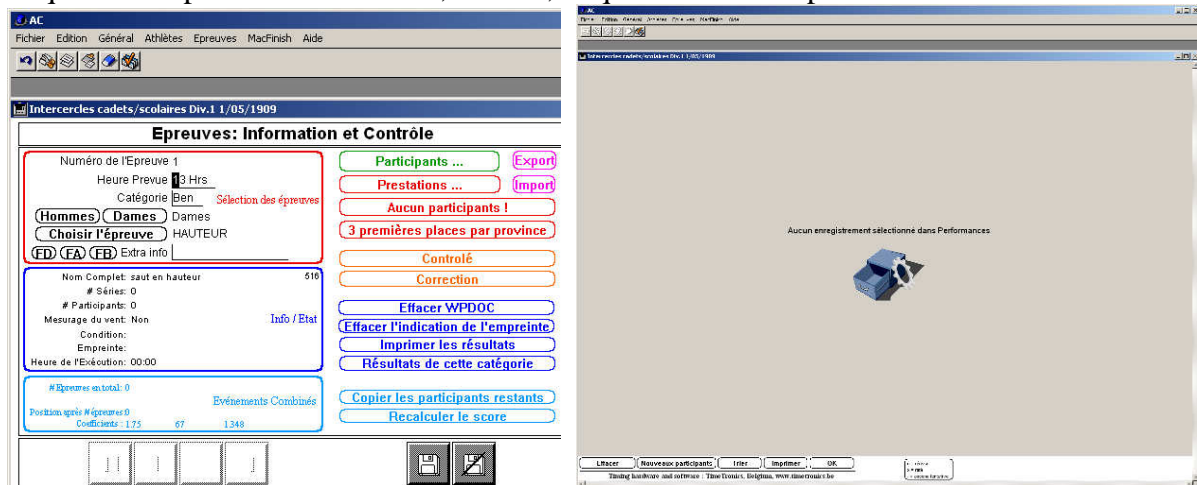 AC
Fichier Edition Général Athlètes Epreuves MacFinish Aide
Intercercles cadets/scolaires Div.1 1/05/1909
Epreuves: Information et Contrôle
Numéro de l'Epreuve 1
Heure Prevue 13 Hrs
Catégorie Ben
Sélection des épreuves
Hommes Dames Dames
Choisir l'épreuve HAUTEUR
FD FA FB Extra info
Participants ... Export
Prestations ... Import
Aucun participants !
3 premières places par province
Controlé
Correction
Nom Complet: saut en hauteur 516
# Séries: 0
# Participants: 0
Mesurage du vent: Non
Info / Etat
Condition:
Empreinte:
Heure de l'Exécution: 00:00
Effacer WPDOC
Effacer l'indication de l'empreinte
Imprimer les résultats
Résultats de cette catégorie
# Epreuves en total: 0
Evénements Combinés
Position après N épreuves: 0
Coefficients : 1.75 67 1.348
Copier les participants restants
Recalculer le score
AC
Intercercles cadets/scolaires Div.1 1/05/1909
Aucun enregistrement sélectionné dans Performances
Effacer Nouveaux participants Trier Imprimer OK
Timing hardware and software : TimeTronics, Belgium, www.timetronics.be